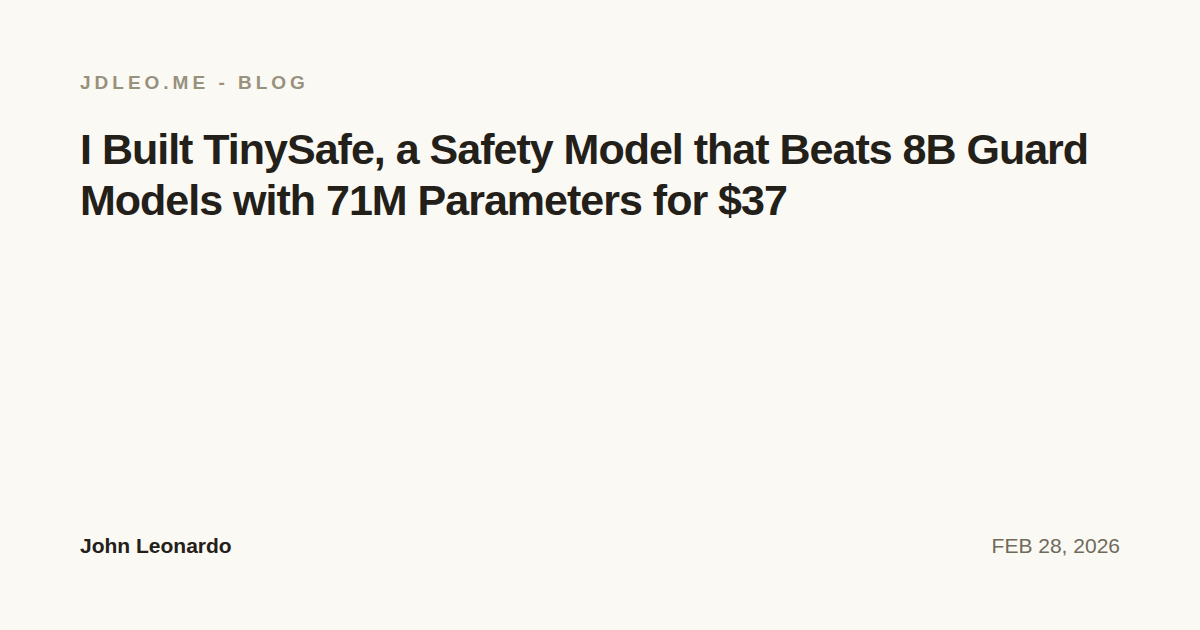 JDLEO.ME - BLOG
I Built TinySafe, a Safety Model that Beats 8B Guard
Models with 71M Parameters for $37
John Leonardo
FEB 28, 2026